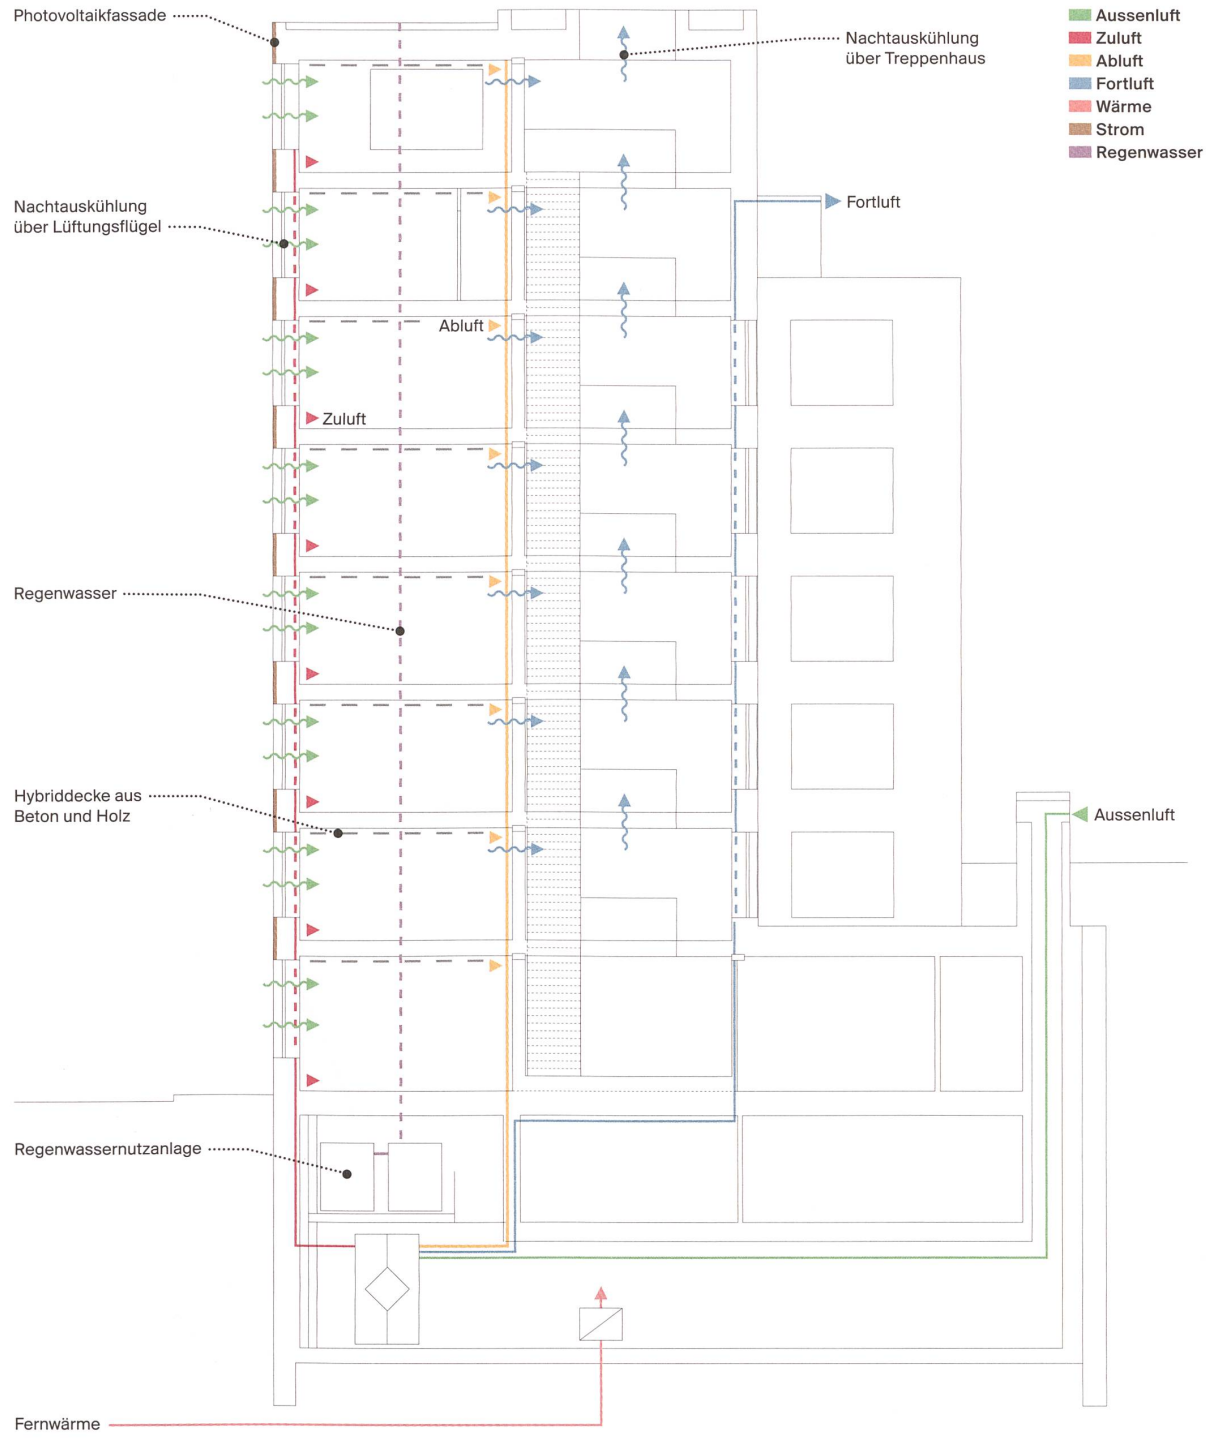 Photovoltaikfassade
Nachtauskühlung
über Treppenhaus
Aussenluft
Zuluft
Abluft
Fortluft
Wärme
Strom
Regenwasser
Nachtauskühlung
über Lüftungsflügel
Fortluft
Abluft
Zuluft
Regenwasser
Hybriddecke aus
Beton und Holz
Aussenluft
Regenwassernutzanlage
Fernwärme